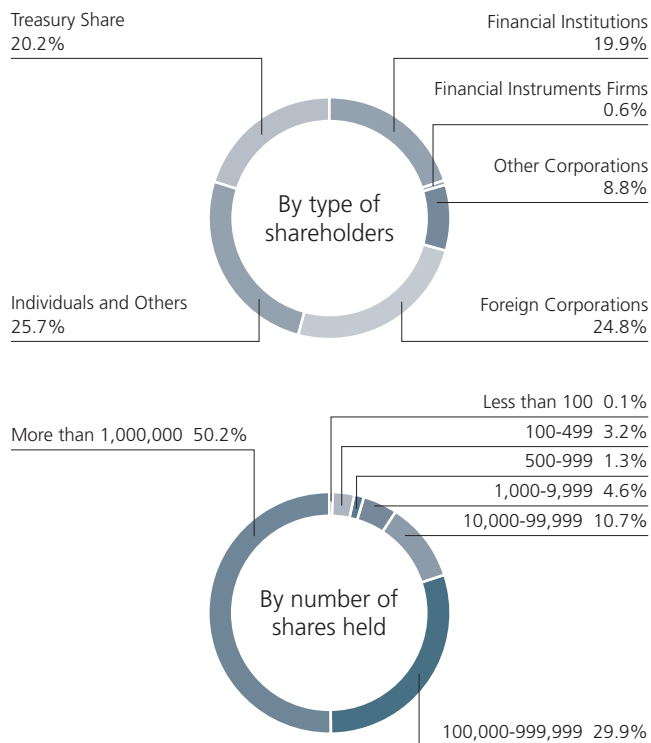 Treasury Share
20.2%
Financial Institutions
19.9%
Financial Instruments Firms
0.6%
Other Corporations
8.8%
By type of
shareholders
Individuals and Others
25.7%
Foreign Corporations
24.8%
Less than 100 0.1%
More than 1,000,000 50.2%
100-499 3.2%
500-999 1.3%
1,000-9,999 4.6%
10,000-99,999 10.7%
By number of
shares held
100,000-999,999 29.9%